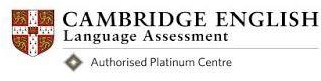 CAMBRIDGE ENGLISH
Language Assessment
Authorised Platinum Centre